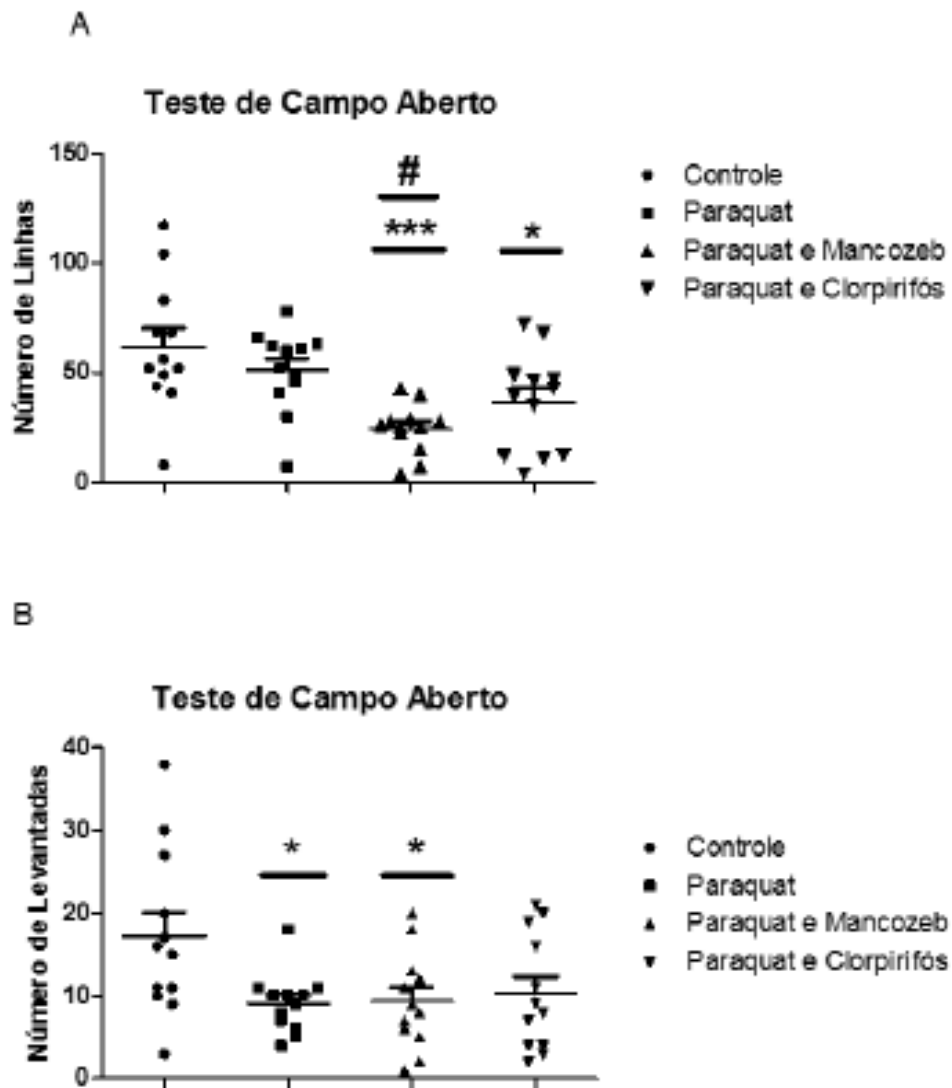 A
Teste de Campo Aberto
150
100
50
0
Número de Linhas
#
***
*
Controle
Paraquat
Paraquat e Mancozeb
Paraquat e Clorpirifós
B
Teste de Campo Aberto
40
30
20
10
0
Número de Levantadas
*
*
Controle
Paraquat
Paraquat e Mancozeb
Paraquat e Clorpirifós